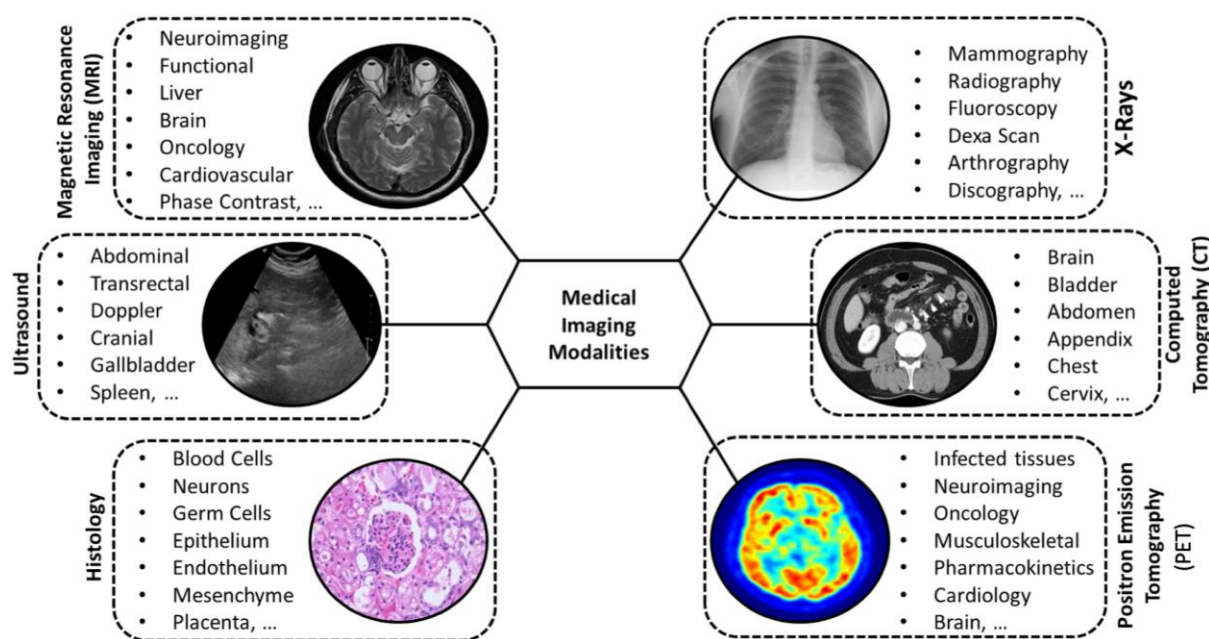 Magnetic Resonance
Imaging (MRI)
• Neuroimaging
• Functional
• Liver
• Brain
• Oncology
• Cardiovascular
• Phase Contrast, ...
• Mammography
• Radiography
• Fluoroscopy
• Dexa Scan
• Arthrography
• Discography, ...
X-Rays
Ultrasound
• Abdominal
• Transrectal
• Doppler
• Cranial
• Gallbladder
• Spleen, ...
Medical
Imaging
Modalities
• Brain
• Bladder
• Abdomen
• Appendix
• Chest
• Cervix, ...
Computed
Tomography (CT)
Histology
• Blood Cells
• Neurons
• Germ Cells
• Epithelium
• Endothelium
• Mesenchyme
• Placenta, ...
• Infected tissues
• Neuroimaging
• Oncology
• Musculoskeletal
• Pharmacokinetics
• Cardiology
• Brain, ...
Positron Emission
Tomography
(PET)